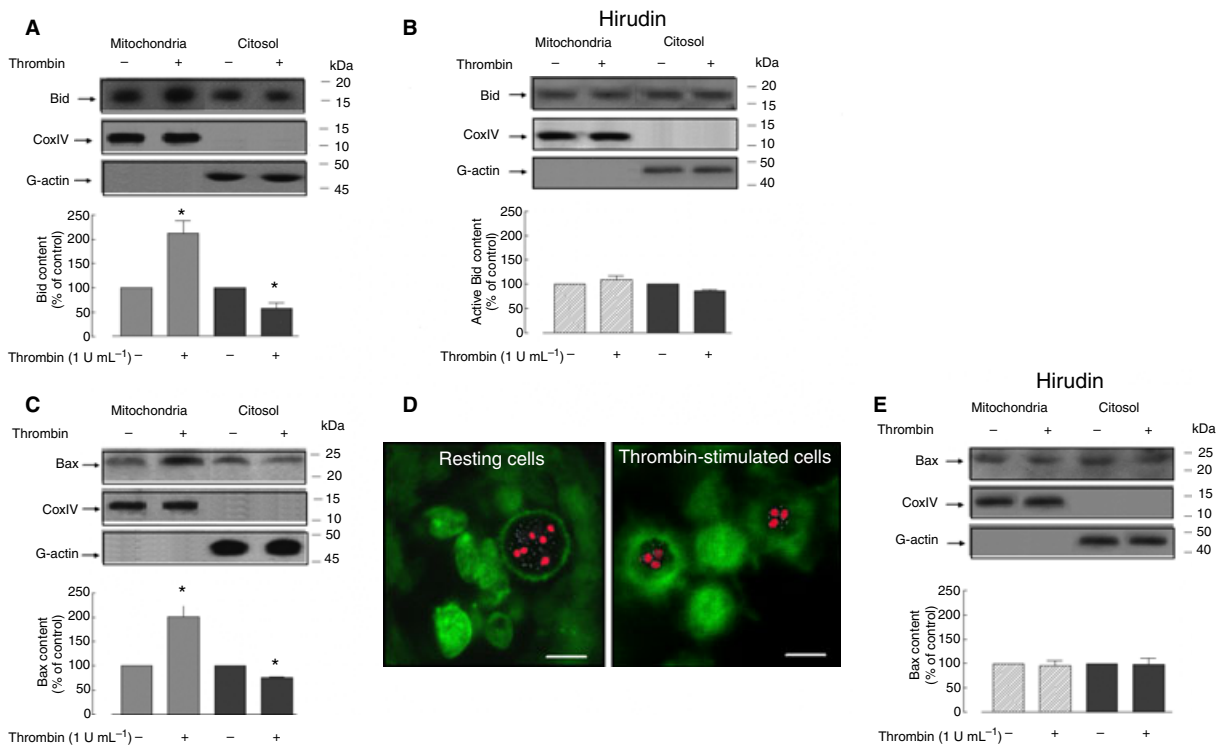 A
Mitochondria Citosol
Thrombin – + – + kDa
Bid
20
15
CoxIV
15
10
G-actin
50
45
Bid content
(% of control)
250
200
150
100
50
0
*
*
Thrombin (1 U mL–1) – + – +
B
Hirudin
Mitochondria Citosol
Thrombin – + – + kDa
Bid
20
15
CoxIV
15
10
G-actin
50
40
Active Bid content
(% of control)
250
200
150
100
50
0
Thrombin (1 U mL–1) – + – +
C
Mitochondria Citosol
Thrombin – + – + kDa
Bax
25
20
CoxIV
15
10
G-actin
50
45
Bax content
(% of control)
250
200
150
100
50
0
*
*
Thrombin (1 U mL–1) – + – +
D
Resting cells
Thrombin-stimulated cells
E
Hirudin
Mitochondria Citosol
Thrombin – + – + kDa
Bax
25
20
CoxIV
15
10
G-actin
50
40
Bax content
(% of control)
250
200
150
100
50
0
Thrombin (1 U mL–1) – + – +